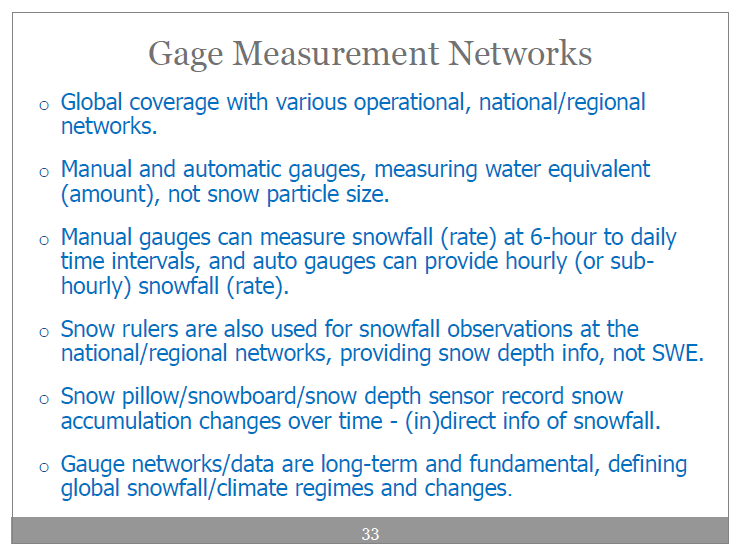 Gage Measurement Networks
○ Global coverage with various operational, national/regional
networks.
○ Manual and automatic gauges, measuring water equivalent
(amount), not snow particle size.
○ Manual gauges can measure snowfall (rate) at 6-hour to daily
time intervals, and auto gauges can provide hourly (or sub-
hourly) snowfall (rate).
○ Snow rulers are also used for snowfall observations at the
national/regional networks, providing snow depth info, not SWE.
○ Snow pillow/snowboard/snow depth sensor record snow
accumulation changes over time - (in)direct info of snowfall.
○ Gauge networks/data are long-term and fundamental, defining
global snowfall/climate regimes and changes.
33